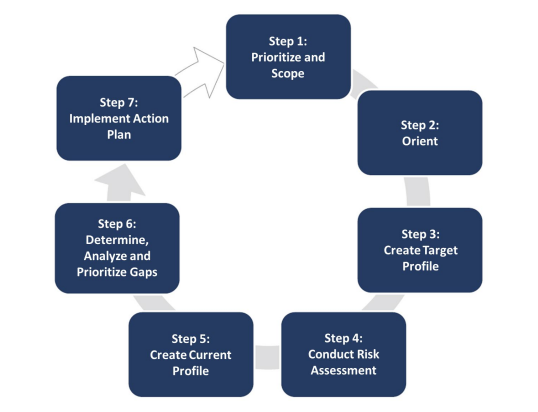 Step 1:
Prioritize and
Scope
Step 2:
Orient
Step 3:
Create Target
Profile
Step 4:
Conduct Risk
Assessment
Step 5:
Create Current
Profile
Step 6:
Determine,
Analyze and
Prioritize Gaps
Step 7:
Implement Action
Plan